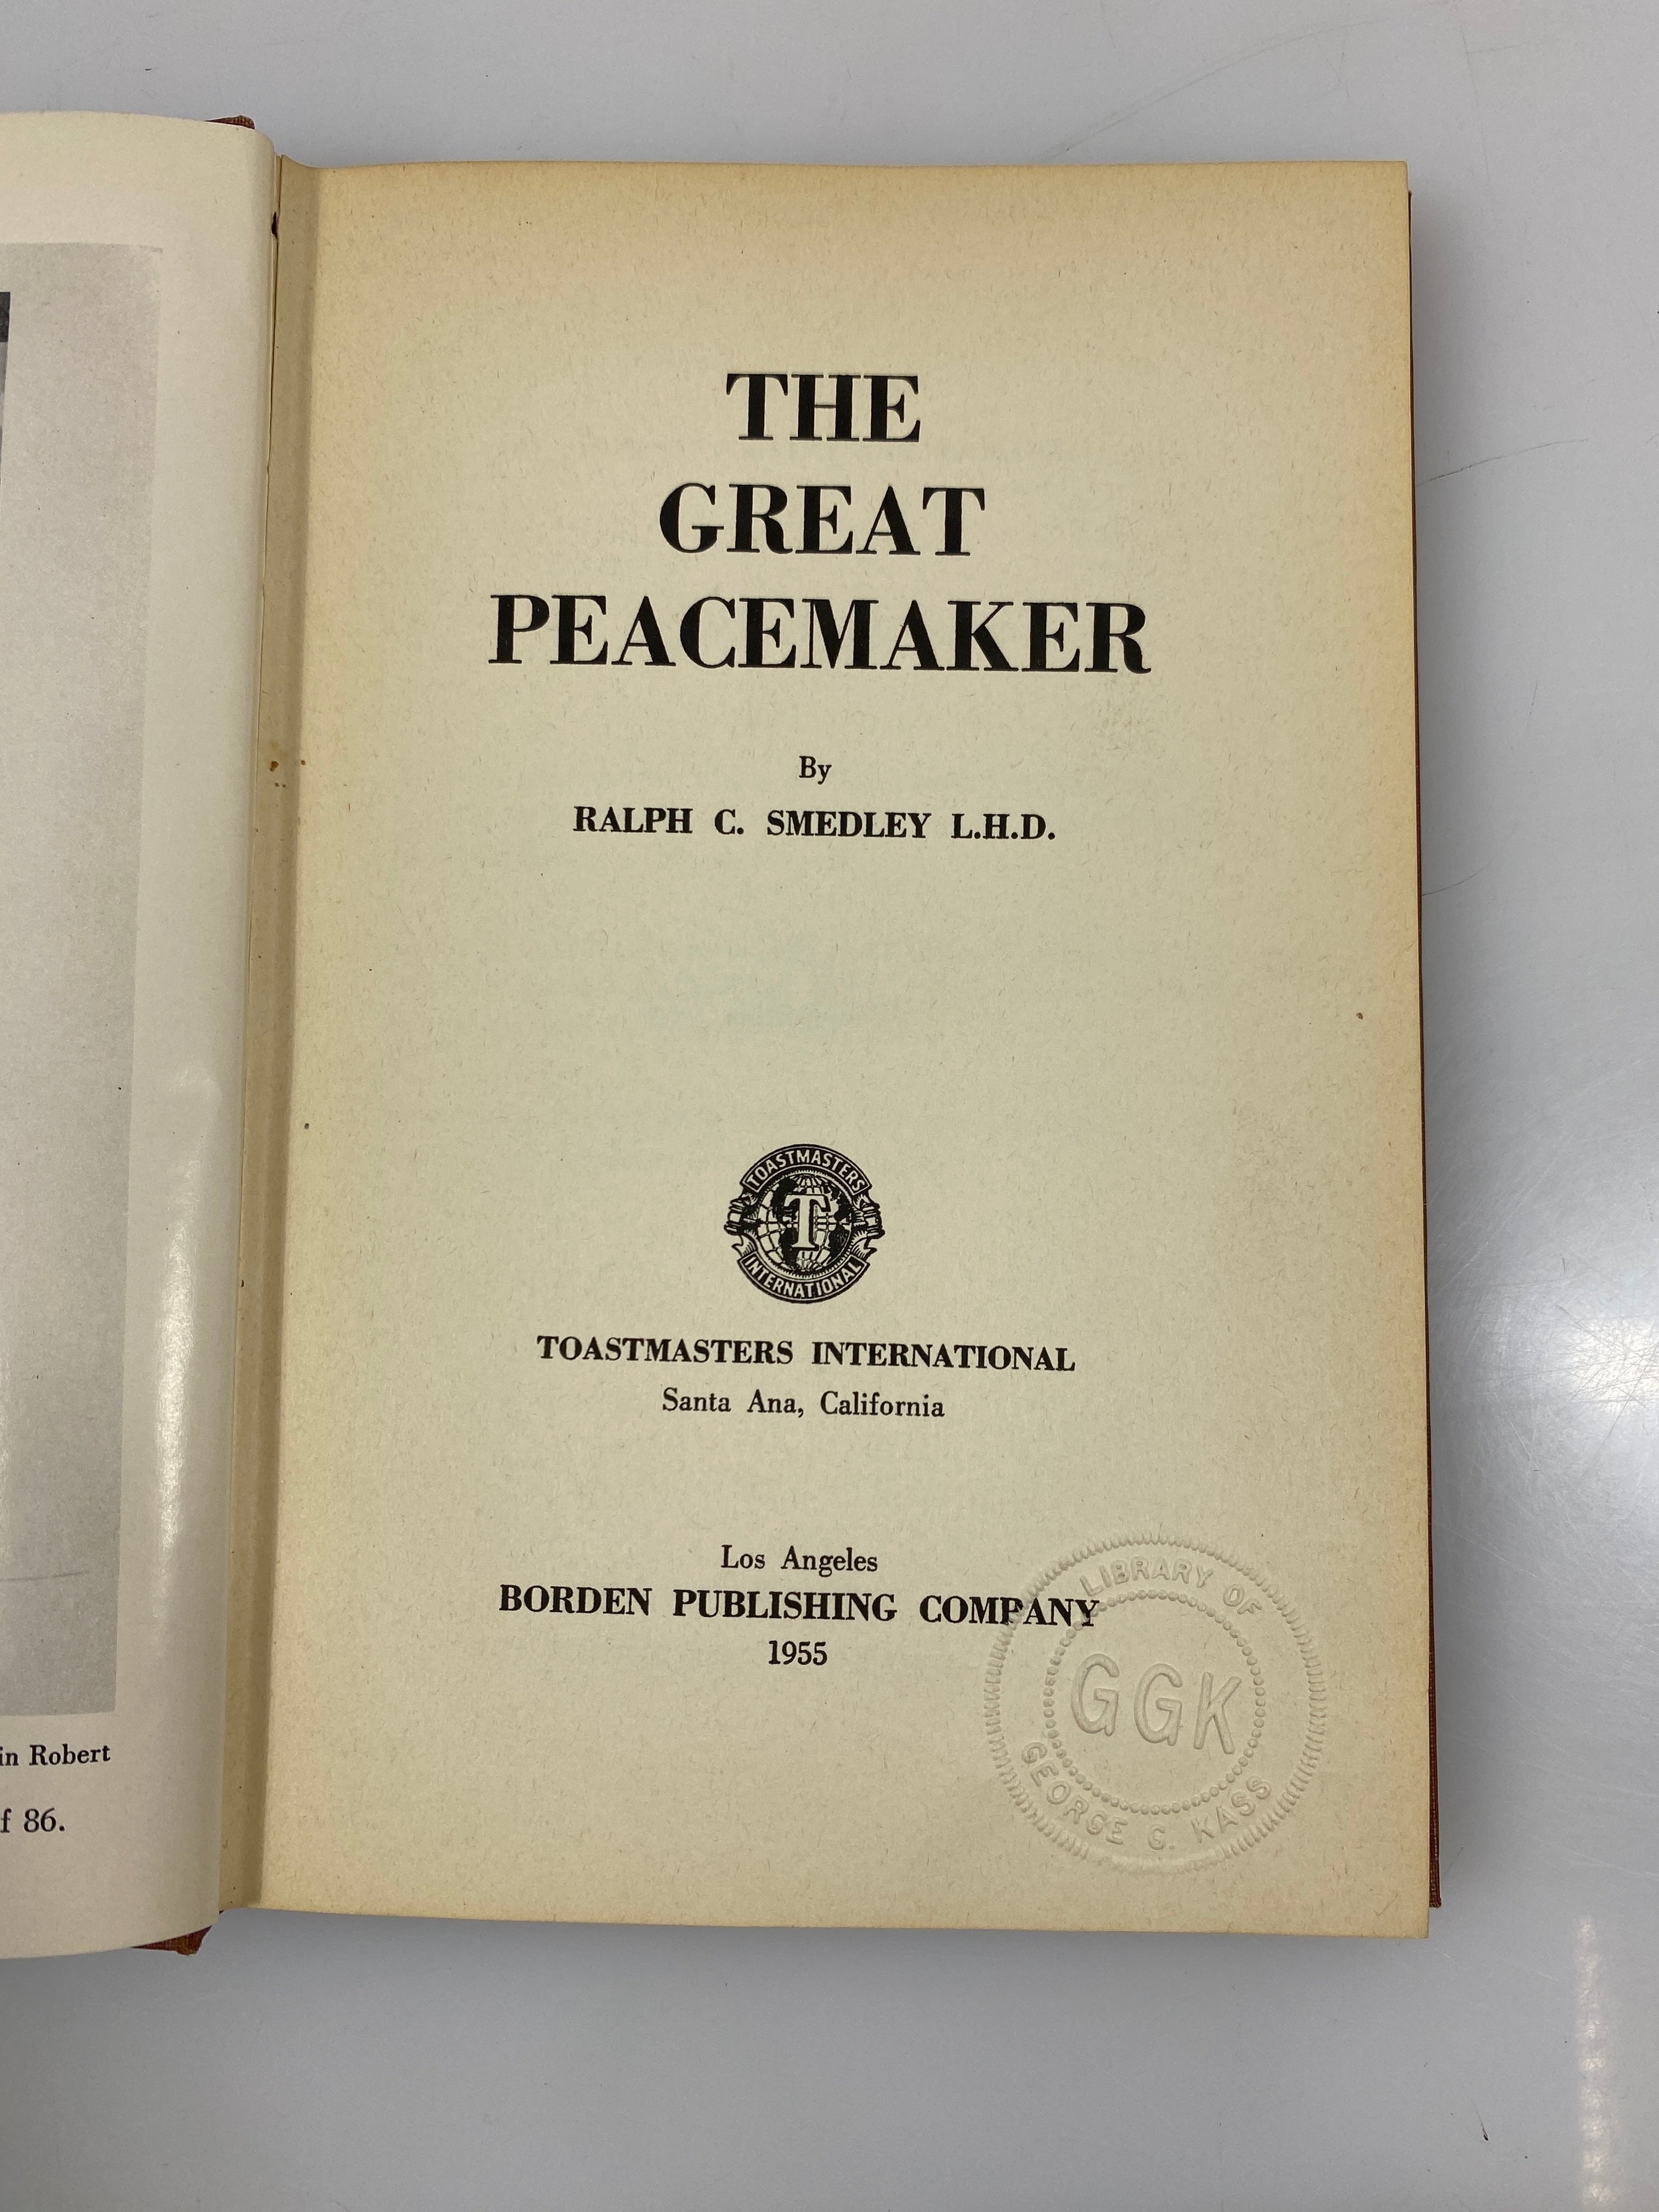 in Robert
f 86.
THE
GREAT
PEACEMAKER
By
RALPH C. SMEDLEY L.H.D.
TOASTMASTERS
T
INTERNATIONAL
TOASTMASTERS INTERNATIONAL
Santa Ana, California
Los Angeles
BORDEN PUBLISHING COMPANY
1955
LIBRARY OF
GGK
GEORGE G. KASS